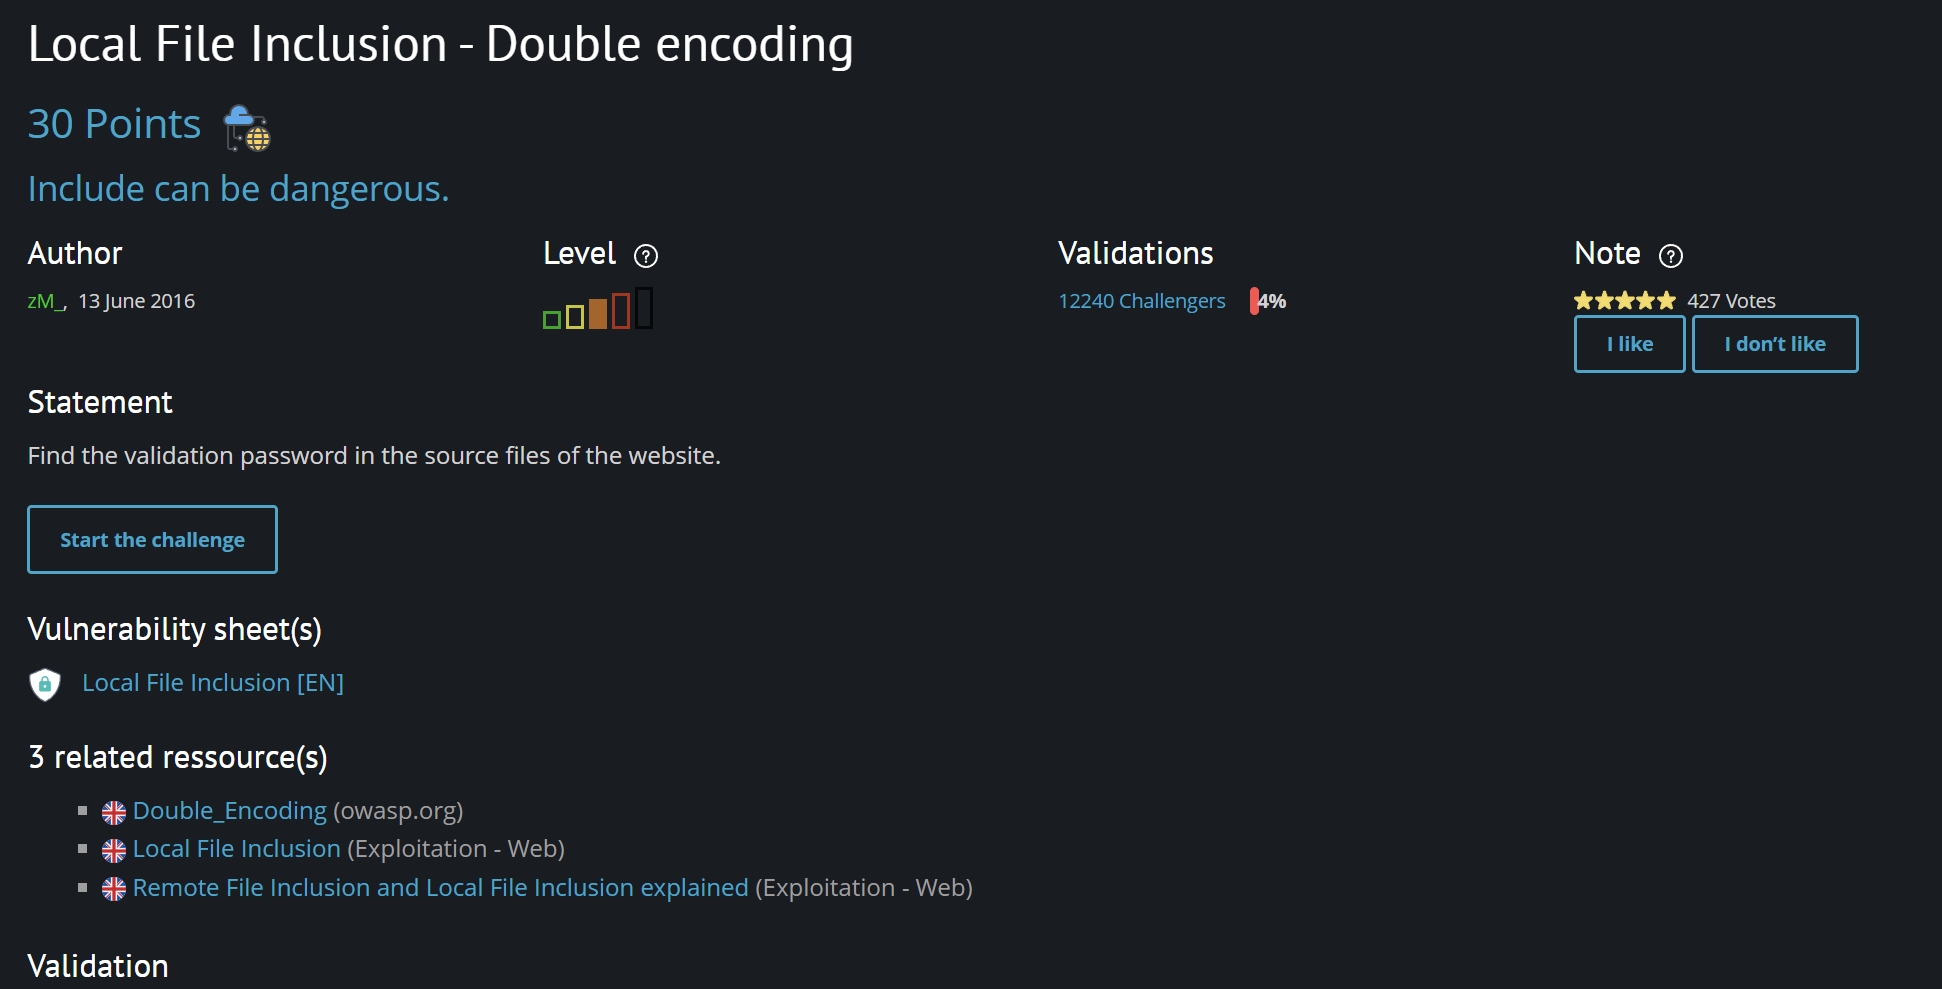 Local File Inclusion - Double encoding
30 Points
Include can be dangerous.
Author
zM_, 13 June 2016
Level ?
Validations
12240 Challengers 4%
Note ?
427 Votes
I like
I don’t like
Statement
Find the validation password in the source files of the website.
Start the challenge
Vulnerability sheet(s)
Local File Inclusion [EN]
3 related ressource(s)
Double_Encoding (owasp.org)
Local File Inclusion (Exploitation - Web)
Remote File Inclusion and Local File Inclusion explained (Exploitation - Web)
Validation